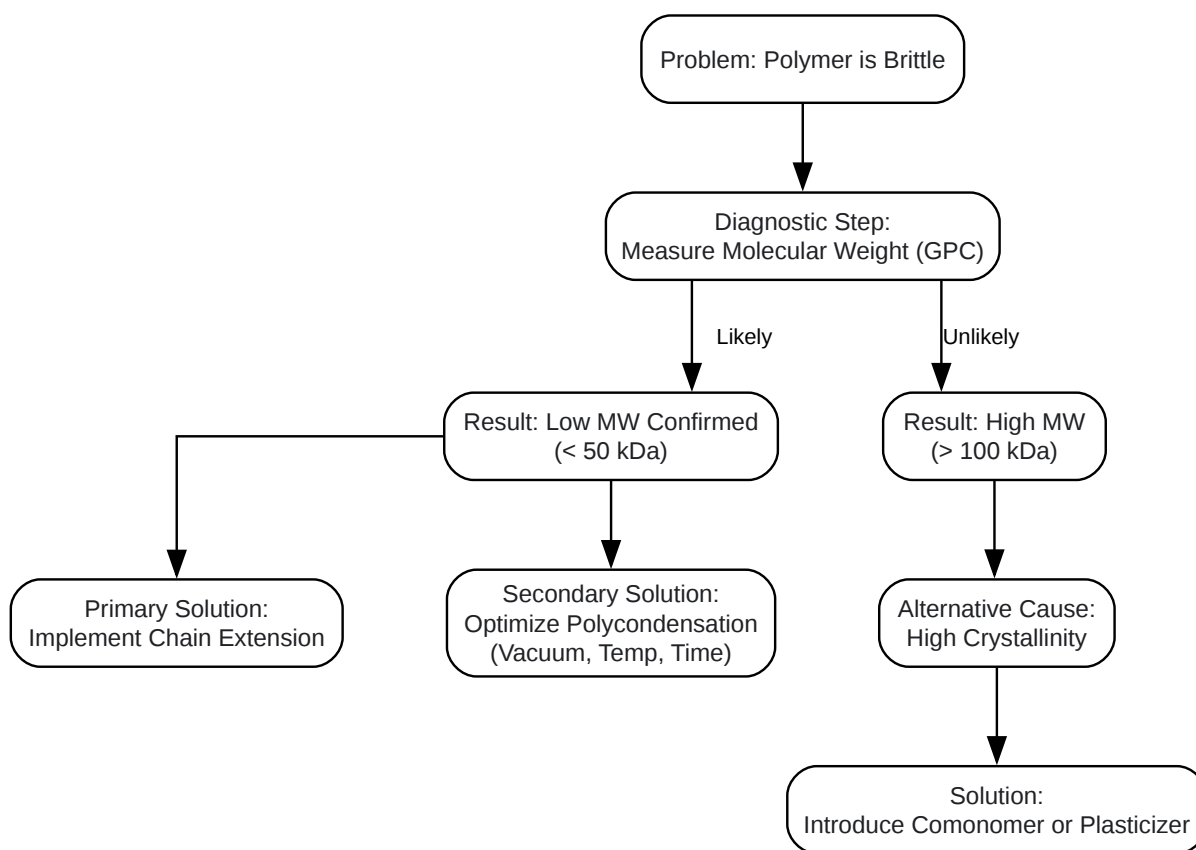 Problem: Polymer is Brittle
Diagnostic Step:
Measure Molecular Weight (GPC)
Likely
Unlikely
Result: Low MW Confirmed
(< 50 kDa)
Result: High MW
(> 100 kDa)
Primary Solution:
Implement Chain Extension
Secondary Solution:
Optimize Polycondensation
(Vacuum, Temp, Time)
Alternative Cause:
High Crystallinity
Solution:
Introduce Comonomer or Plasticizer